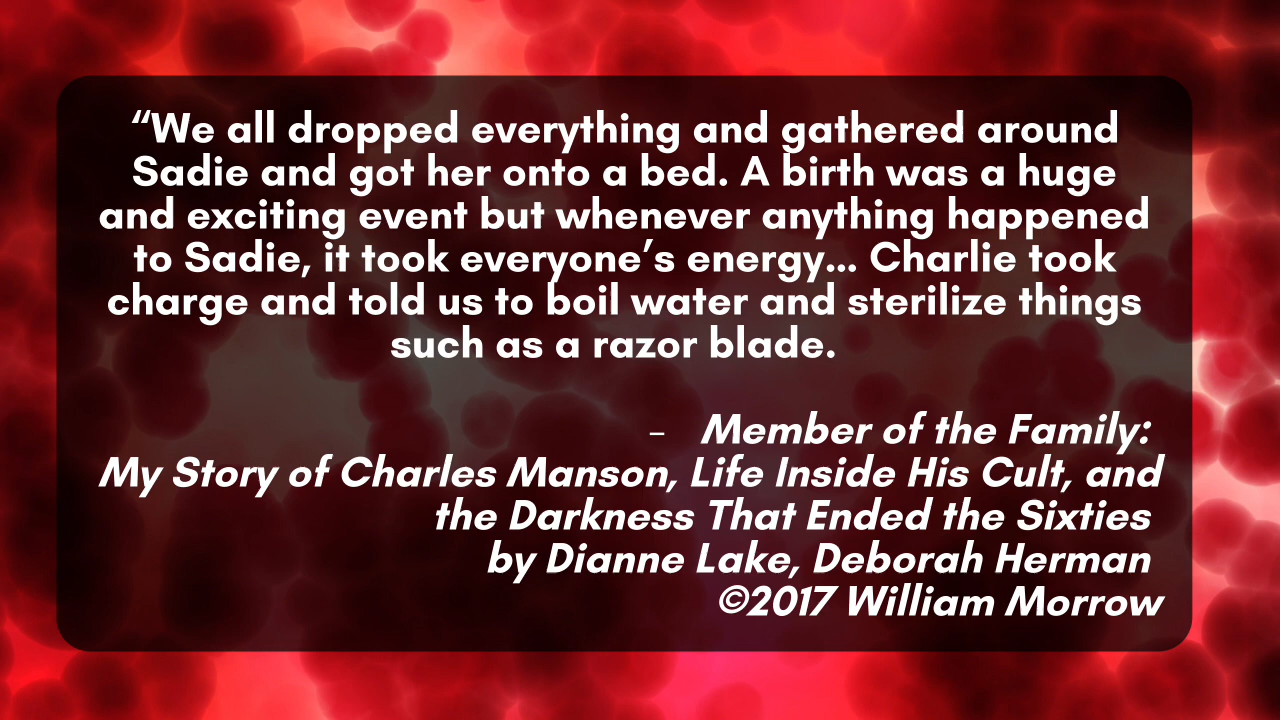 “We all dropped everything and gathered around
Sadie and got her onto a bed. A birth was a huge
and exciting event but whenever anything happened
to Sadie, it took everyone’s energy... Charlie took
charge and told us to boil water and sterilize things
such as a razor blade.
– Member of the Family:
My Story of Charles Manson, Life Inside His Cult, and
the Darkness That Ended the Sixties
by Dianne Lake, Deborah Herman
©2017 William Morrow